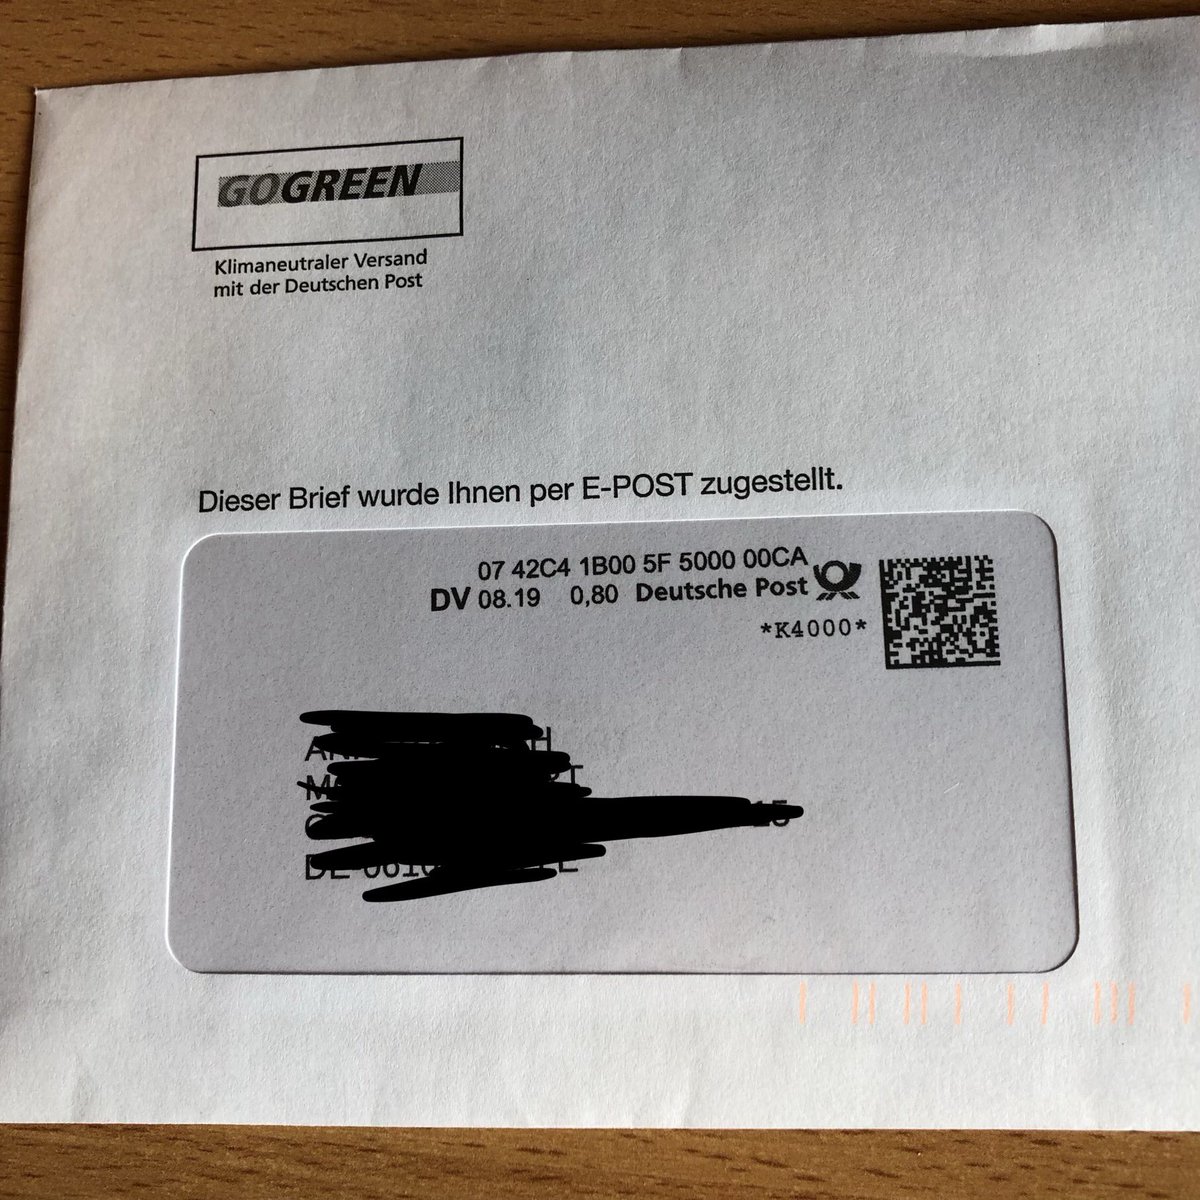 GOGREEN
Klimaneutraler Versand
mit der Deutschen Post
Dieser Brief wurde Ihnen per E-POST zugestellt.
07 42C4 1B00 5F 5000 00CA
DV 08.19 0,80 Deutsche Post
*K4000*